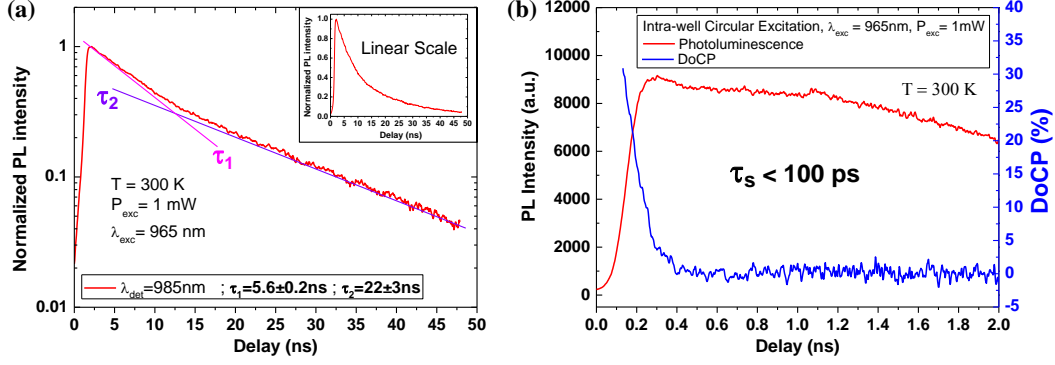 (a)
Normalized PL intensity
1
0.1
0.01
τ2
τ1
T = 300 K
Pexc= 1 mW
λexc= 965 nm
λdet=985nm ; τ1=5.6±0.2ns ; τ2=22±3ns
0 5 10 15 20 25 30 35 40 45 50
Delay (ns)
Linear Scale
Normalized PL intensity
1.0
0.8
0.6
0.4
0.2
0.0
0 5 10 15 20 25 30 35 40 45 50
Delay (ns)
(b)
Intra-well Circular Excitation, λexc= 965nm, Pexc= 1mW
Photoluminescence
DoCP
T = 300 K
τs < 100 ps
PL Intensity (a.u.)
12000
10000
8000
6000
4000
2000
0
0.0 0.2 0.4 0.6 0.8 1.0 1.2 1.4 1.6 1.8 2.0
Delay (ns)
40
35
30
25
20
15
10
5
0
-5
DoCP (%)